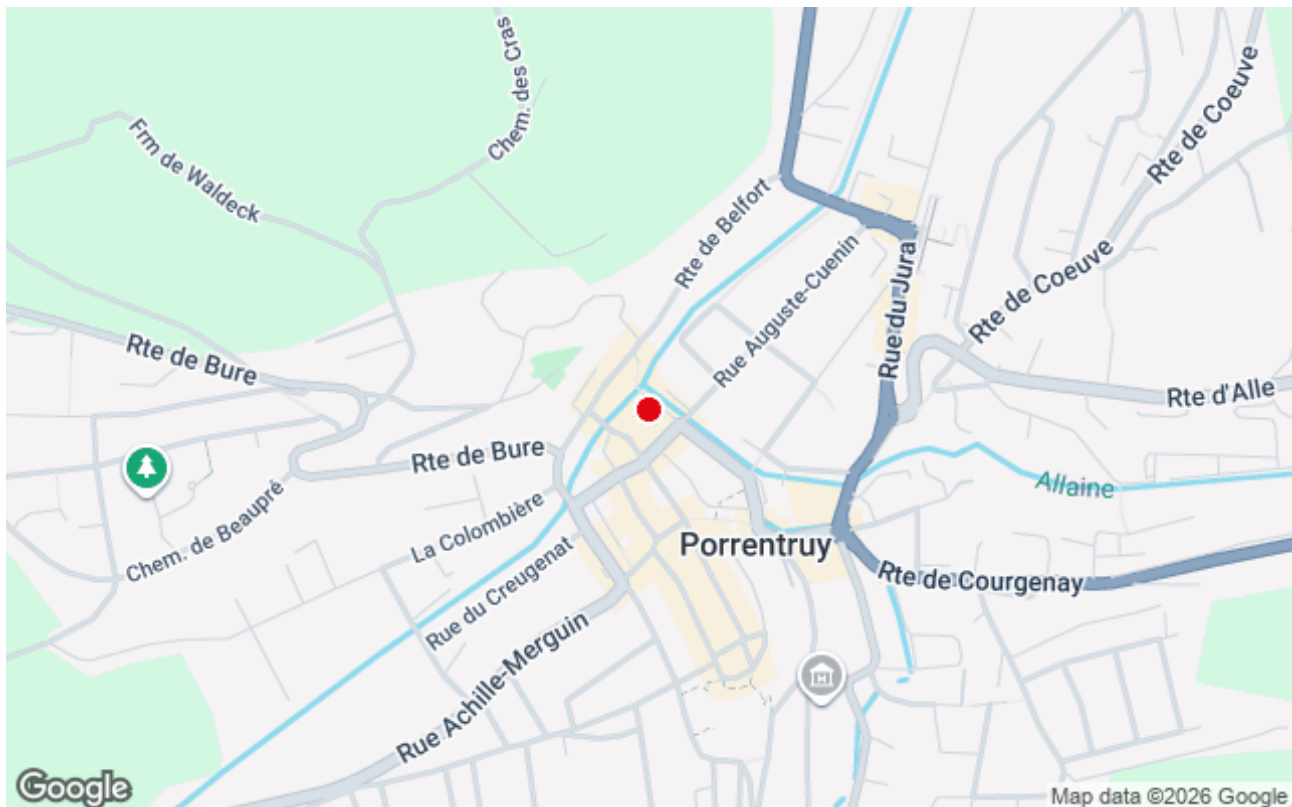 Chem. des Cras
Rte de Coeuve
Frm de Waldeck
Rte de Belfort
Rue Auguste-Cuenin
Rue du Jura
Rte de Coeuve
Rte de Bure
Rte d'Alle
Rte de Bure
Allaine
Chem. de Beaupré
La Colombière
Porrentruy
Rue du Creugenat
Rte de Courgenay
Rue Achille-Merguin
Google
Map data ©2026 Google